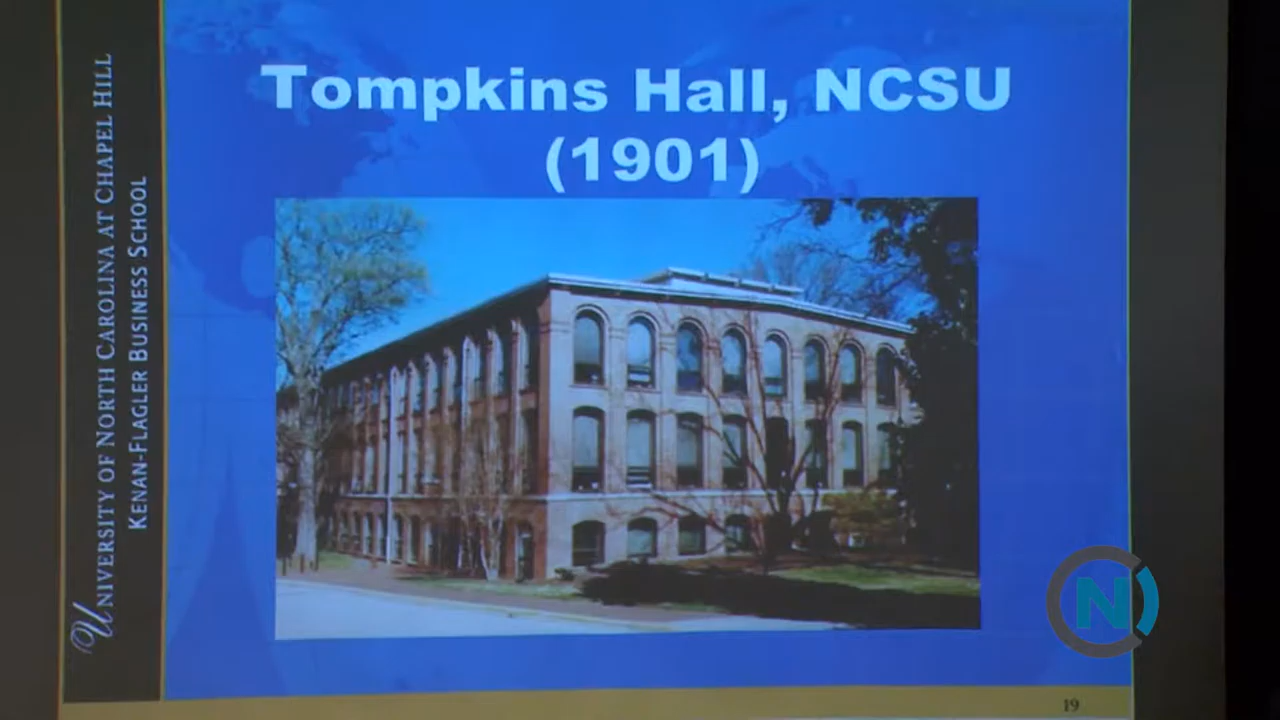 Tompkins Hall, NCSU
(1901)
UNIVERSITY OF NORTH CAROLINA AT CHAPEL HILL
KENAN-FLAGLER BUSINESS SCHOOL
N
19